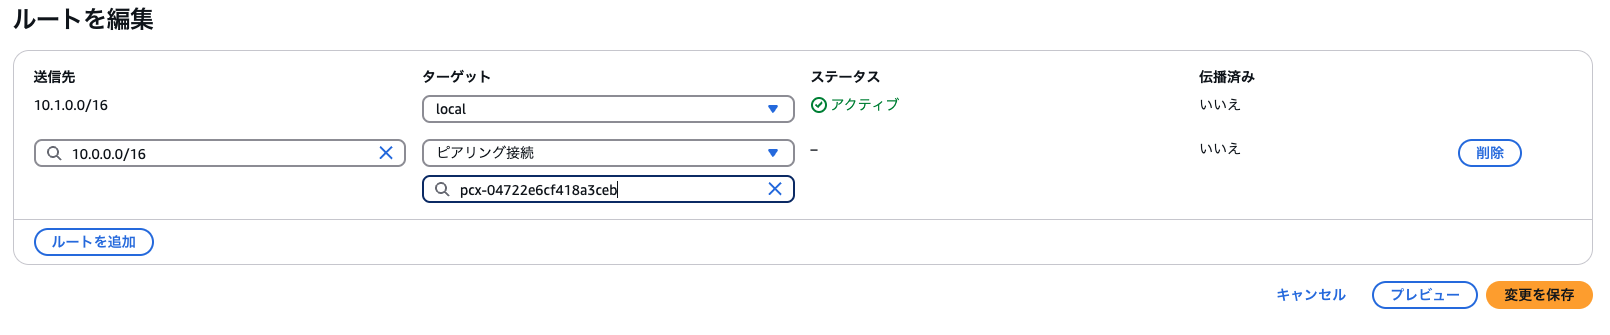 ルートを編集
送信先 ターゲット ステータス 伝播済み
10.1.0.0/16 local アクティブ いいえ
10.0.0.0/16 ピアリング接続 – いいえ 削除
pcx-04722e6cf418a3ceb
ルートを追加
キャンセル プレビュー 変更を保存